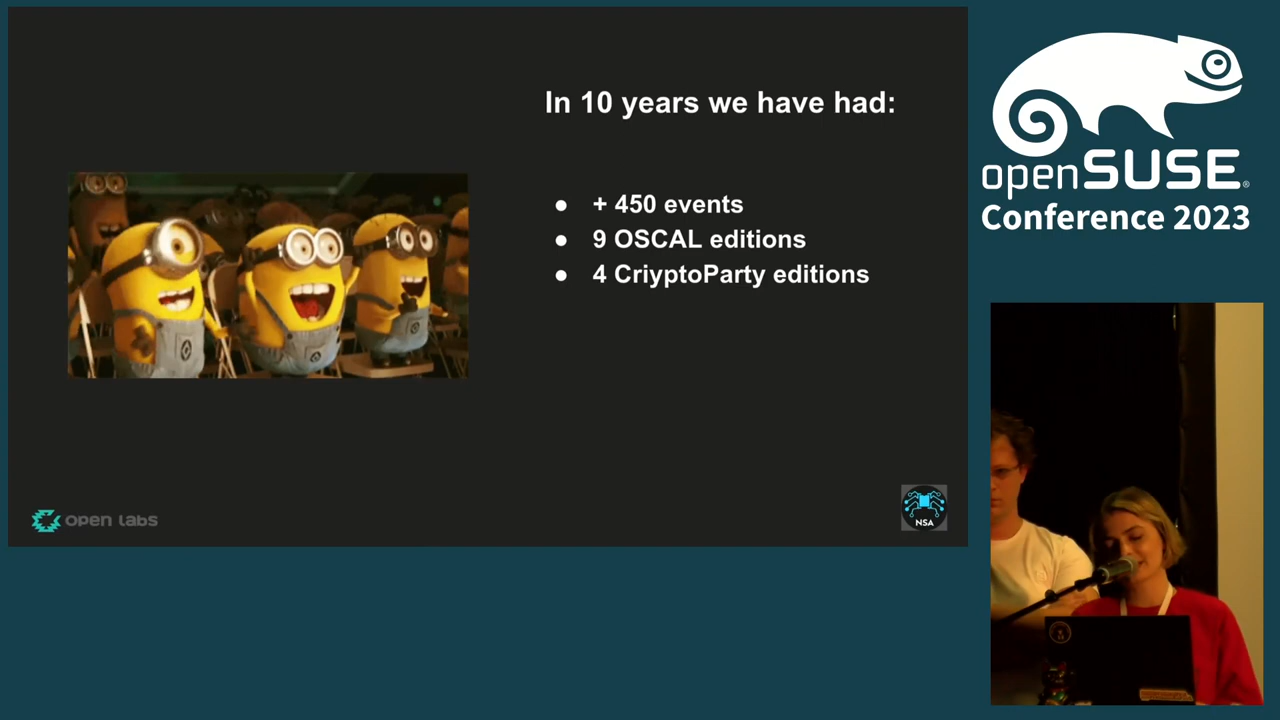 In 10 years we have had:
● + 450 events
● 9 OSCAL editions
● 4 CriyptoParty editions
open Labs
NSA
openSUSE®
Conference 2023